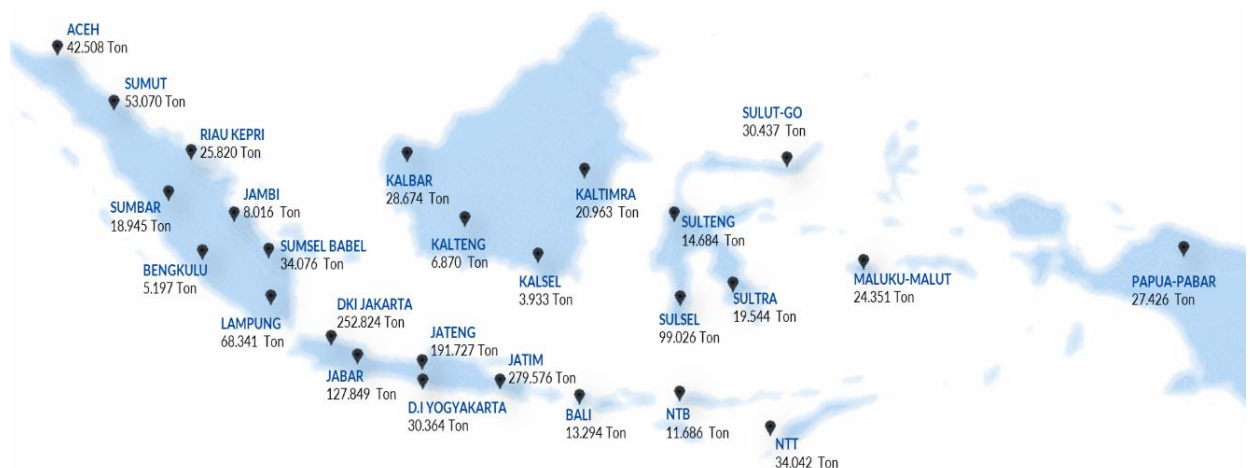 ACEH
42.508 Ton
SUMUT
53.070 Ton
RIAU KEPRI
25.820 Ton
SUMBAR
18.945 Ton
JAMBI
8.016 Ton
BENGKULU
5.197 Ton
SUMSEL BABEL
34.076 Ton
LAMPUNG
68.341 Ton
DKI JAKARTA
252.824 Ton
JABAR
127.849 Ton
JATENG
191.727 Ton
D.I YOGYAKARTA
30.364 Ton
JATIM
279.576 Ton
BALI
13.294 Ton
NTB
11.686 Ton
NTT
34.042 Ton
KALBAR
28.674 Ton
KALTENG
6.870 Ton
KALTIMRA
20.963 Ton
KALSEL
3.933 Ton
SULUT-GO
30.437 Ton
SULTENG
14.684 Ton
SULTRA
19.544 Ton
SULSEL
99.026 Ton
MALUKU-MALUT
24.351 Ton
PAPUA-PABAR
27.426 Ton